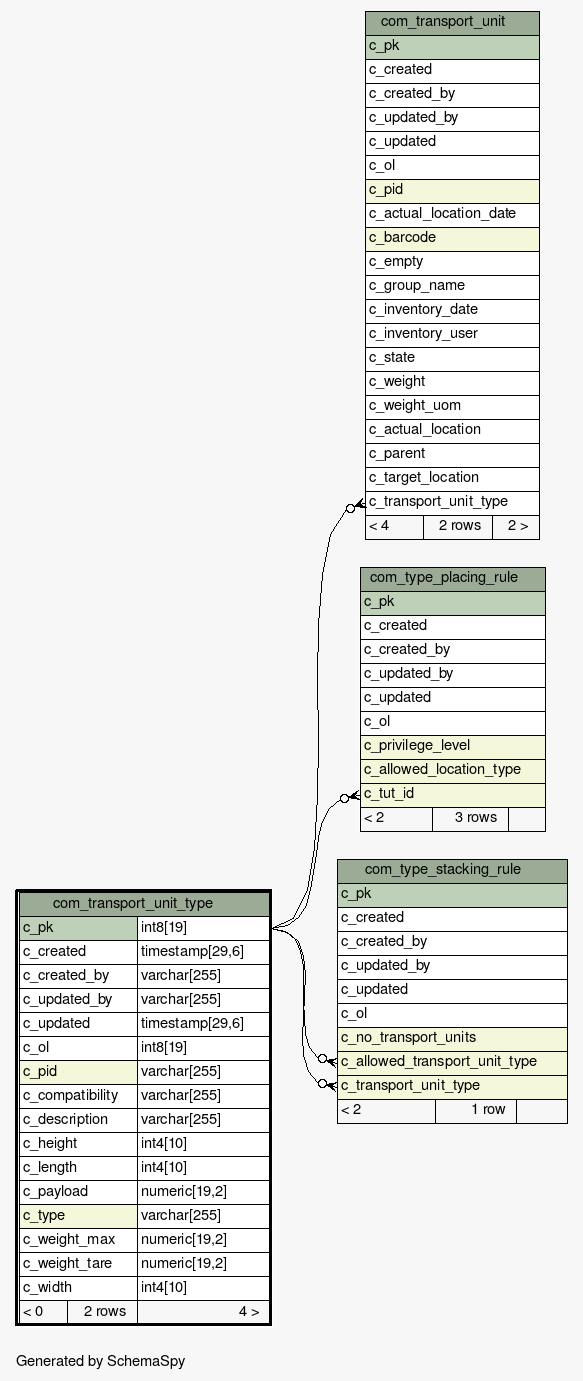 com_transport_unit
c_pk
c_created
c_created_by
c_updated_by
c_updated
c_ol
c_pid
c_actual_location_date
c_barcode
c_empty
c_group_name
c_inventory_date
c_inventory_user
c_state
c_weight
c_weight_uom
c_actual_location
c_parent
c_target_location
c_transport_unit_type
< 4 2 rows 2 >
com_type_placing_rule
c_pk
c_created
c_created_by
c_updated_by
c_updated
c_ol
c_privilege_level
c_allowed_location_type
c_tut_id
< 2 3 rows
com_type_stacking_rule
c_pk
c_created
c_created_by
c_updated_by
c_updated
c_ol
c_no_transport_units
c_allowed_transport_unit_type
c_transport_unit_type
< 2 1 row
com_transport_unit_type
c_pk int8[19]
c_created timestamp[29,6]
c_created_by varchar[255]
c_updated_by varchar[255]
c_updated timestamp[29,6]
c_ol int8[19]
c_pid varchar[255]
c_compatibility varchar[255]
c_description varchar[255]
c_height int4[10]
c_length int4[10]
c_payload numeric[19,2]
c_type varchar[255]
c_weight_max numeric[19,2]
c_weight_tare numeric[19,2]
c_width int4[10]
< 0 2 rows 4 >
Generated by SchemaSpy